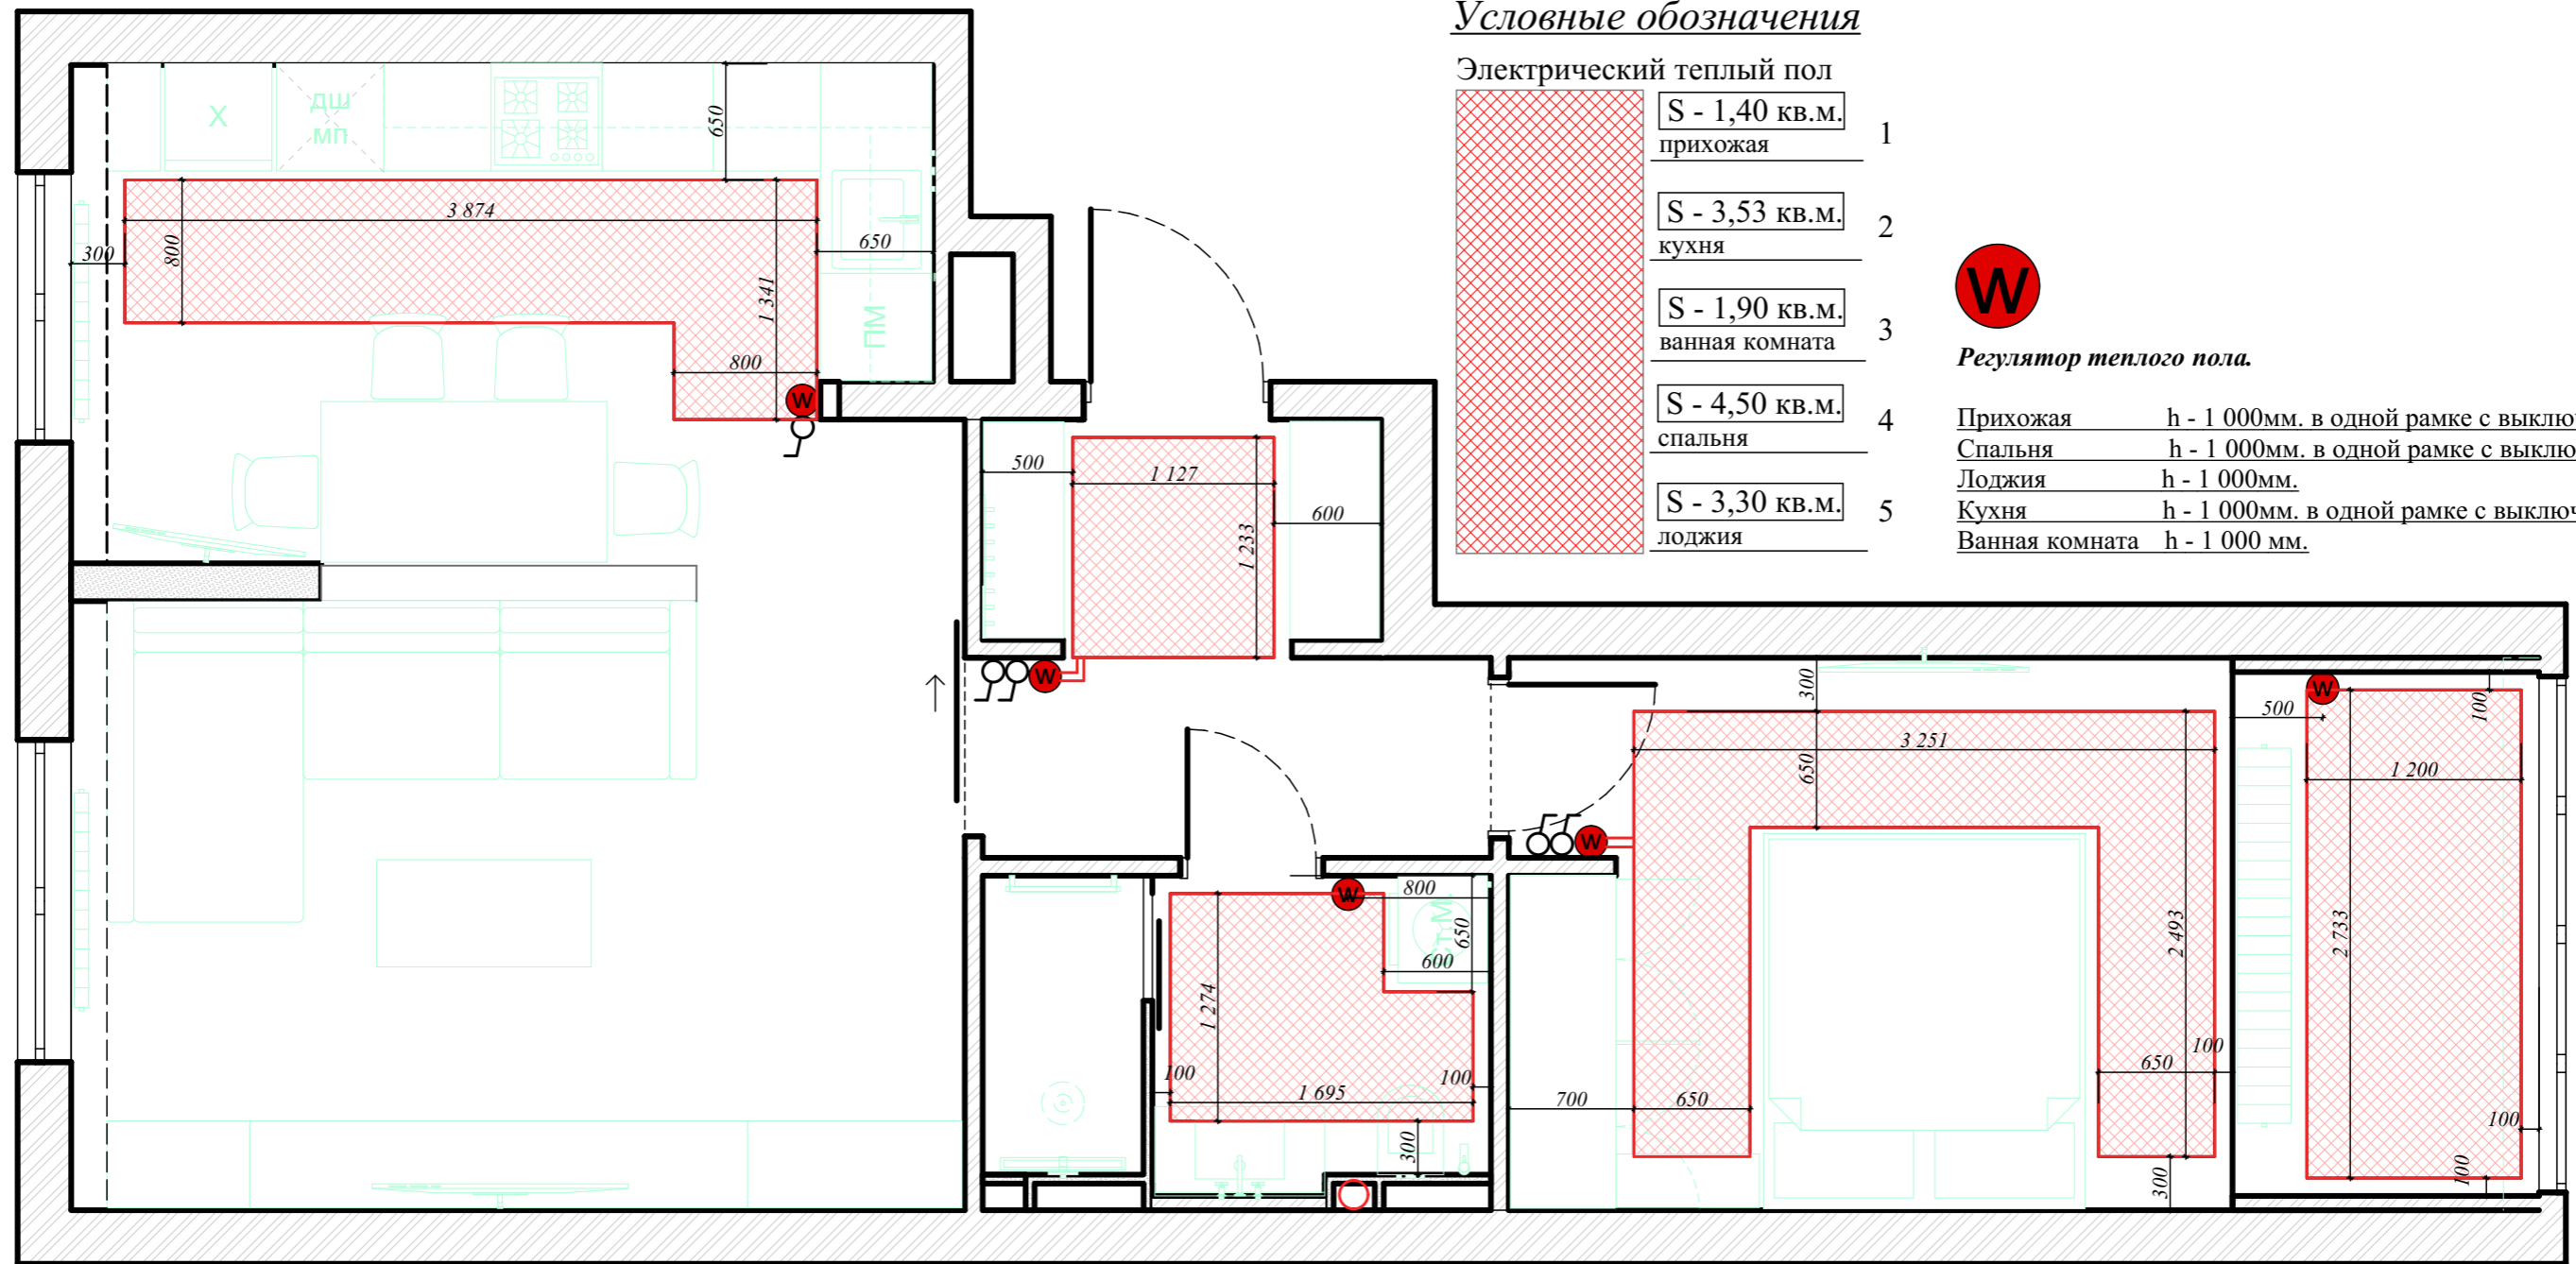 Условные обозначения
Электрический теплый пол
S - 1,40 кв.м.
прихожая
1
S - 3,53 кв.м.
кухня
2
S - 1,90 кв.м.
ванная комната
3
S - 4,50 кв.м.
спальня
4
S - 3,30 кв.м.
лоджия
5
W
Регулятор теплого пола.
Прихожая h - 1 000мм. в одной рамке с выклю
Спальня h - 1 000мм. в одной рамке с выклю
Лоджия h - 1 000мм.
Кухня h - 1 000мм. в одной рамке с выклю
Ванная комната h - 1 000 мм.
X
ДШ
МП
650
3 874
800
300
650
1 341
ПМ
800
W
500
1 127
600
1 233
W
300
3 251
650
W
2 493
650
100
700
650
300
W
500
100
1 200
2 733
100
100
W
800
Ст.М.
650
600
1 274
100
1 695
100
300